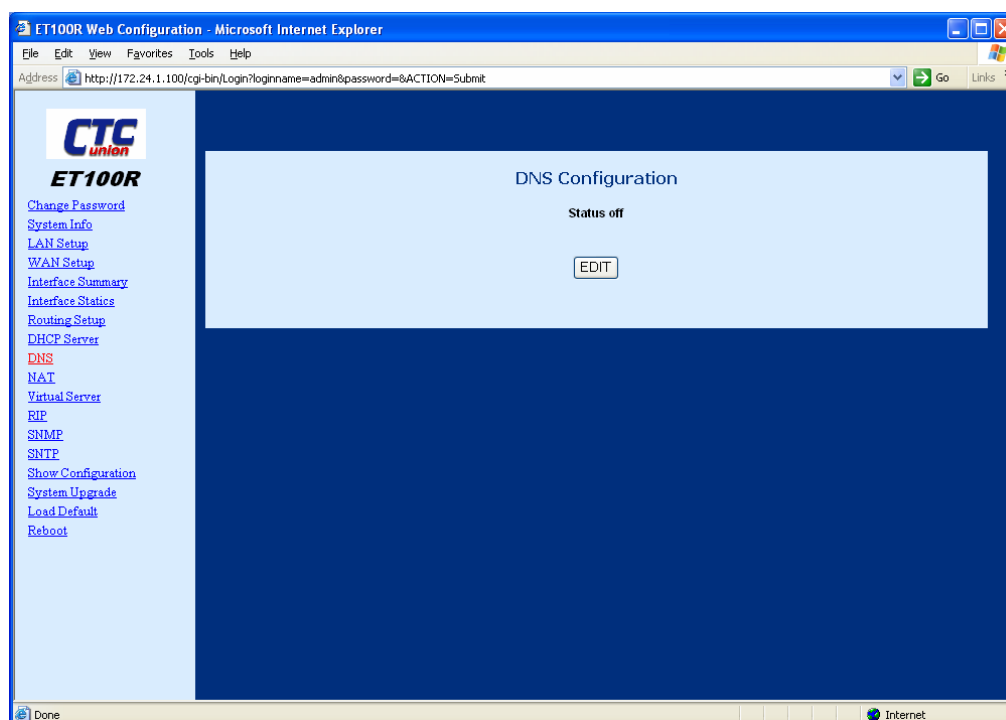 ET100R Web Configuration - Microsoft Internet Explorer
File Edit View Favorites Tools Help
Address http://172.24.1.100/cgi-bin/Login?loginname=admin&password=&ACTION=Submit Go Links
CTC
union
ET100R
Change Password
System Info
LAN Setup
WAN Setup
Interface Summary
Interface Statics
Routing Setup
DHCP Server
DNS
NAT
Virtual Server
RIP
SNMP
SNTP
Show Configuration
System Upgrade
Load Default
Reboot
DNS Configuration
Status off
EDIT
Done Internet